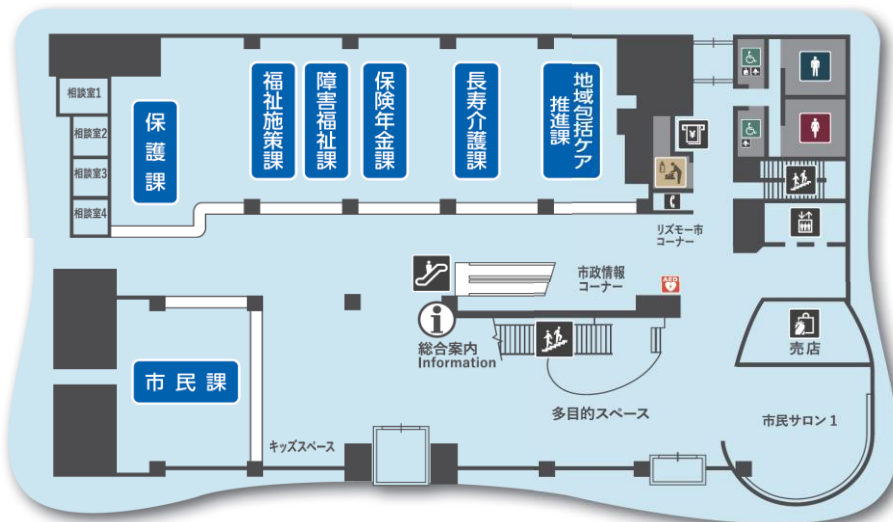 相談室1
相談室2
相談室3
相談室4
保護課
福祉施策課
障害福祉課
保険年金課
長寿介護課
地域包括ケア
推進課
リズモー市
コーナー
市政情報
コーナー
AED
総合案内
Information
売店
市民課
多目的スペース
市民サロン1
キッズスペース